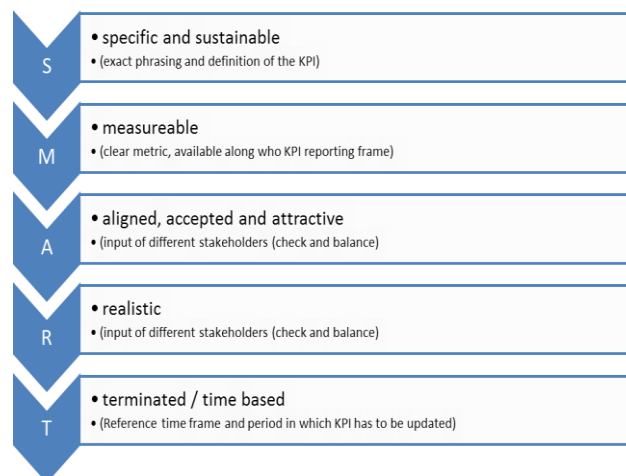 S
• specific and sustainable
• (exact phrasing and definition of the KPI)
M
• measureable
• (clear metric, available along who KPI reporting frame)
A
• aligned, accepted and attractive
• (input of different stakeholders (check and balance)
R
• realistic
• (input of different stakeholders (check and balance)
T
• terminated / time based
• (Reference time frame and period in which KPI has to be updated)